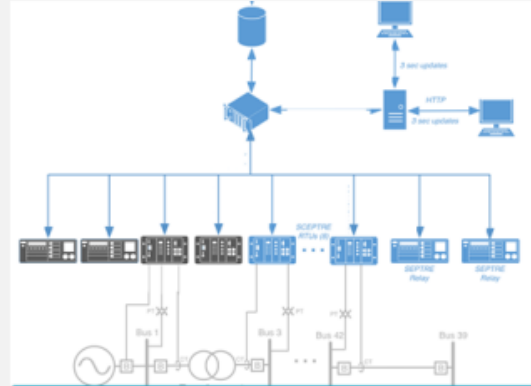 3 sec updates
HTTP
3 sec updates
SCEPTRE
RTUs (8)
SEPTRE
Relay
SEPTRE
Relay
PT
PT
PT
Bus 1
Bus 3
Bus 42
Bus 39
CT
CT
CT
B
B
B
B
B